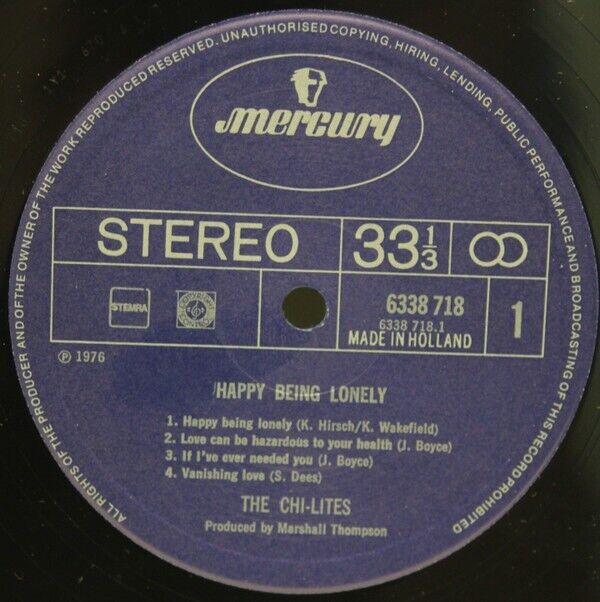 ALL RIGHTS OF THE PRODUCER AND OF THE OWNER OF THE WORK REPRODUCED RESERVED. UNAUTHORISED COPYING, HIRING, LENDING, PUBLIC PERFORMANCE AND BROADCASTING OF THIS RECORD PROHIBITED
mercury
STEREO 33 1/3
STEMRA
6338 718
6338 718.1
MADE IN HOLLAND
1
℗ 1976
HAPPY BEING LONELY
1. Happy being lonely (K. Hirsch/K. Wakefield)
2. Love can be hazardous to your health (J. Boyce)
3. If I've ever needed you (J. Boyce)
4. Vanishing love (S. Dees)
THE CHI-LITES
Produced by Marshall Thompson